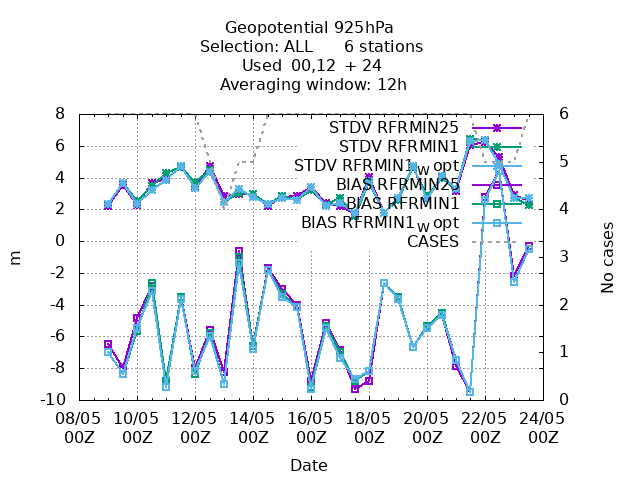 Geopotential 925hPa
Selection: ALL 6 stations
Used 00,12 + 24
Averaging window: 12h
8
6
4
2
0
-2
-4
-6
-8
-10
m
6
5
4
3
2
1
0
No cases
STDV RFRMIN25
STDV RFRMIN1
STDV RFRMIN1w opt
BIAS RFRMIN25
BIAS RFRMIN1
BIAS RFRMIN1w opt
CASES
08/05 10/05 12/05 14/05 16/05 18/05 20/05 22/05 24/05
00Z 00Z 00Z 00Z 00Z 00Z 00Z 00Z 00Z
Date